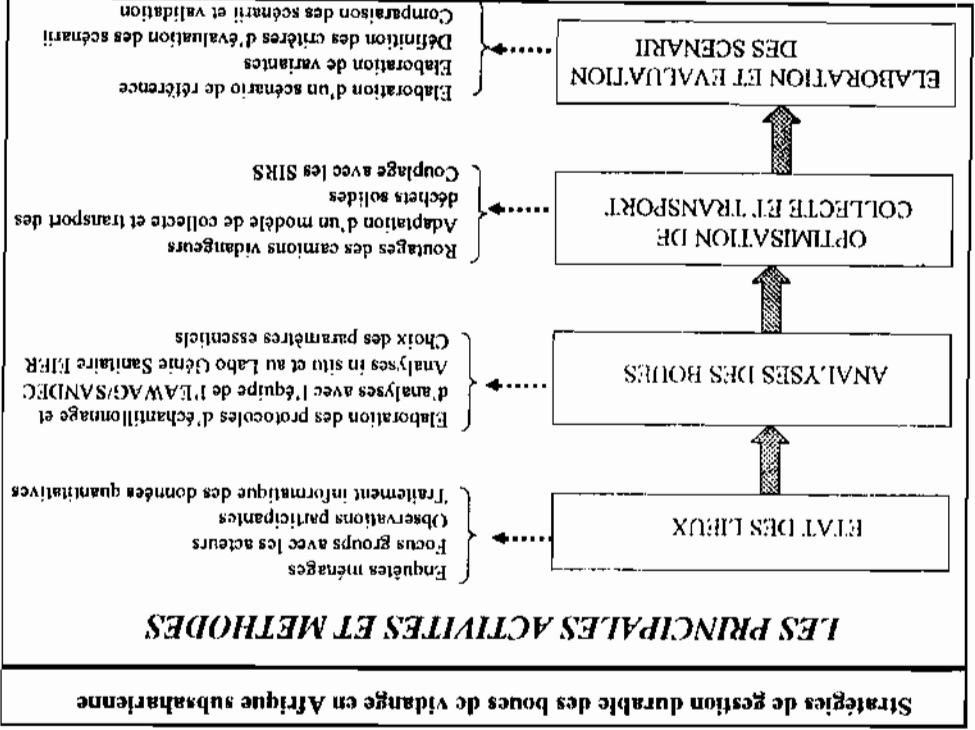 Stratégies de gestion durable des boues de vidange en Afrique subsaharienne
LES PRINCIPALES ACTIVITES ET METHODES
ETAT DES LIEUX
Enquêtes ménages
Focus groups avec les acteurs
Observations participantes
Traitement informatique des données quantitatives
ANALYSES DES BOUES
Elaboration des protocoles d'échantillonnage et
d'analyses avec l'équipe de l'EAWAG/SANDEC
Analyses in situ et au Labo Génie Sanitaire EIER
Choix des paramètres essentiels
OPTIMISATION DE
COLLECTE ET TRANSPORT
Routages des camions vidangeurs
Adaptation d'un modèle de collecte et transport des
déchets solides
Couplage avec les SIRS
ELABORATION ET EVALUATION
DES SCENARII
Elaboration d'un scénario de référence
Elaboration de variantes
Définition des critères d'évaluation des scénarii
Comparaison des scénarii et validation